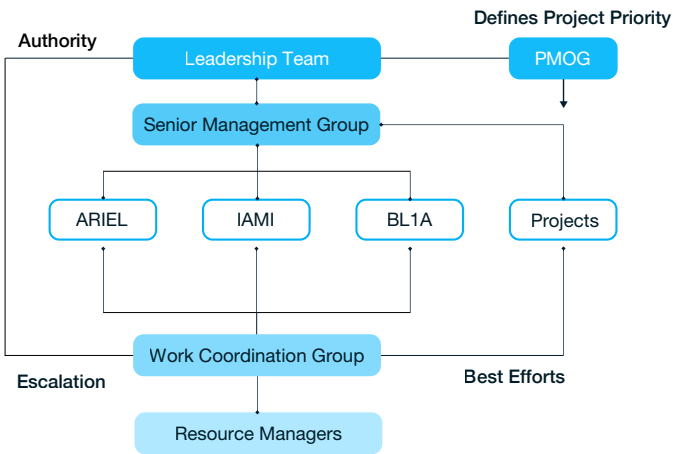 Defines Project Priority
Authority
Leadership Team
PMOG
Senior Management Group
ARIEL
IAMI
BL1A
Projects
Work Coordination Group
Escalation
Best Efforts
Resource Managers